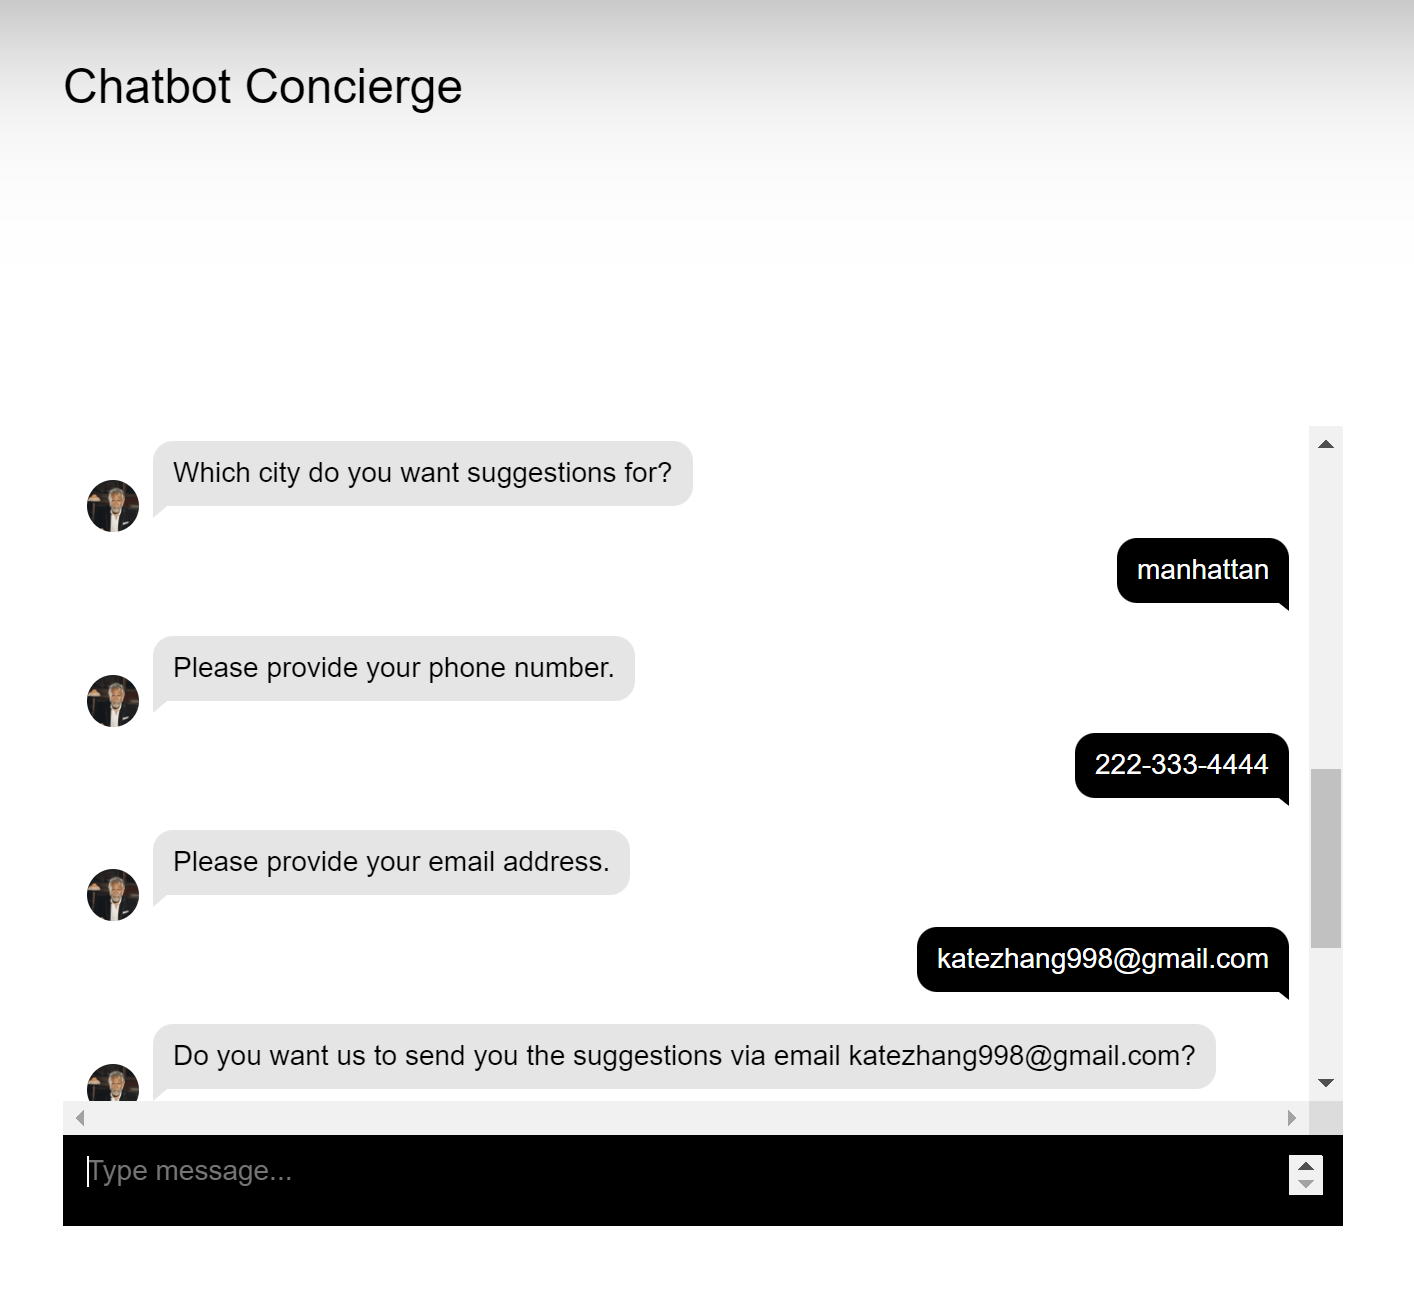 Chatbot Concierge
Which city do you want suggestions for?
manhattan
Please provide your phone number.
222-333-4444
Please provide your email address.
katezhang998@gmail.com
Do you want us to send you the suggestions via email katezhang998@gmail.com?
Type message...